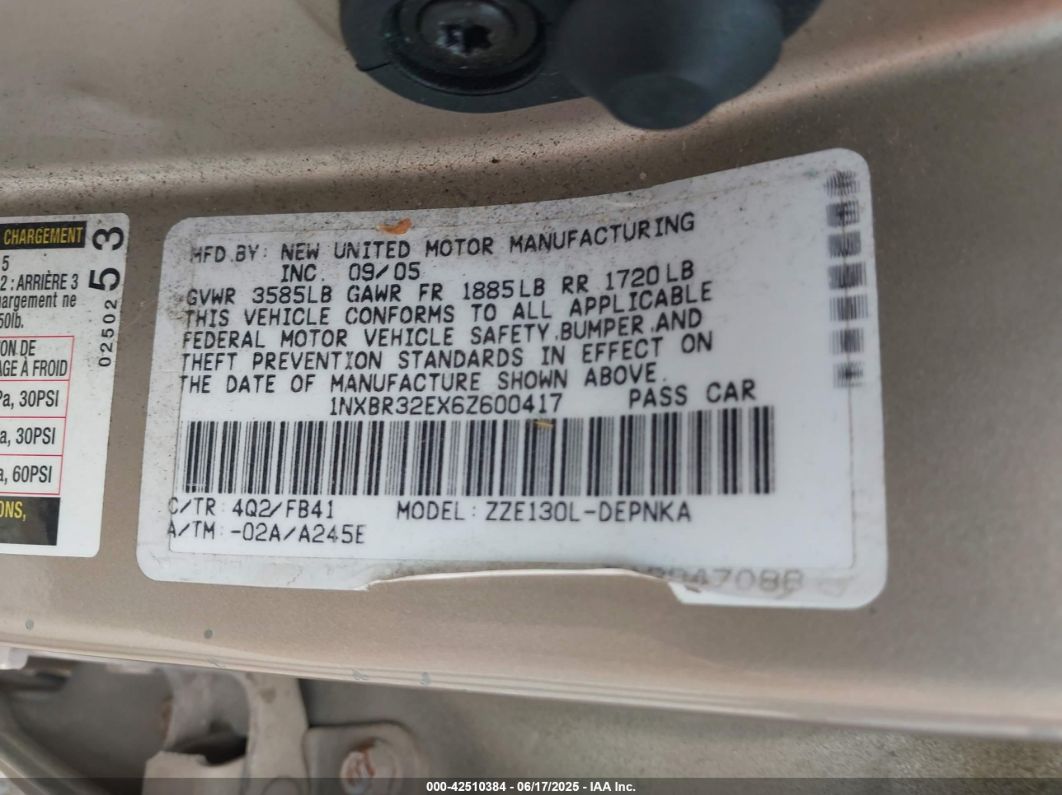 CHARGEMENT
5
2 : ARRIÈRE 3
argement ne
50lb.
ON DE
AGE À FROID
Pa, 30PSI
a, 30PSI
a, 60PSI
ONS,
02502 53
MFD.BY: NEW UNITED MOTOR MANUFACTURING
INC. 09/05
GVWR 3585LB GAWR FR 1885LB RR 1720LB
THIS VEHICLE CONFORMS TO ALL APPLICABLE
FEDERAL MOTOR VEHICLE SAFETY,BUMPER,AND
THEFT PREVENTION STANDARDS IN EFFECT ON
THE DATE OF MANUFACTURE SHOWN ABOVE.
1NXBR32EX6Z600417 PASS CAR
C/TR: 4Q2/FB41 MODEL: ZZE130L-DEPNKA
A/TM: -02A/A245E
000-42510384 - 06/17/2025 - IAA Inc.